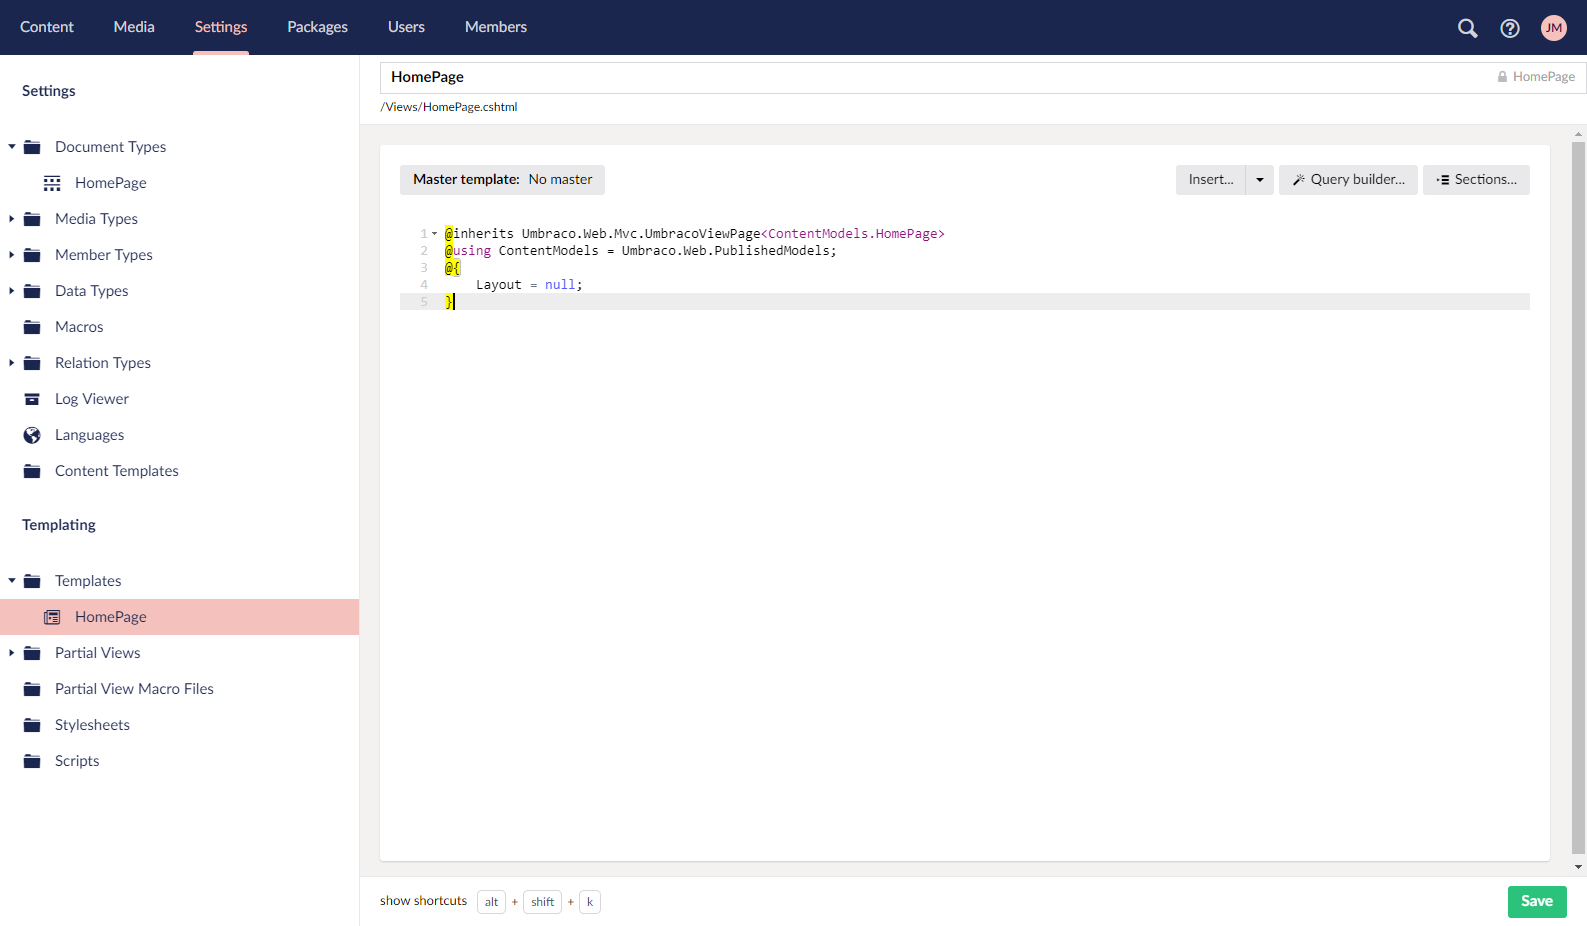 Content Media Settings Packages Users Members JM
Settings
Document Types
HomePage
Media Types
Member Types
Data Types
Macros
Relation Types
Log Viewer
Languages
Content Templates
Templating
Templates
HomePage
Partial Views
Partial View Macro Files
Stylesheets
Scripts
HomePage HomePage
/Views/HomePage.cshtml
Master template: No master Insert... Query builder... Sections...
1 @inherits Umbraco.Web.Mvc.UmbracoViewPage<ContentModels.HomePage>
2 @using ContentModels = Umbraco.Web.PublishedModels;
3 @{
4     Layout = null;
5 }
show shortcuts alt + shift + k Save